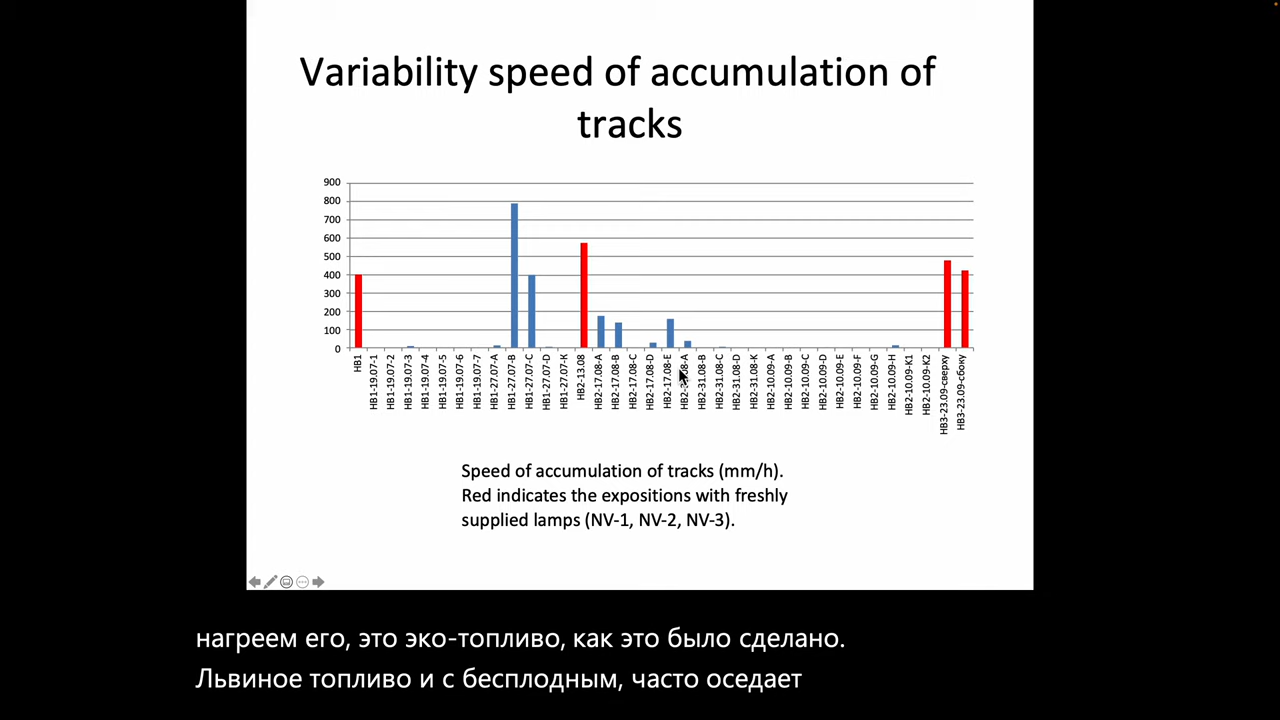 Variability speed of accumulation of
tracks
900
800
700
600
500
400
300
200
100
0
НВ1
НВ1-19.07-1
НВ1-19.07-2
НВ1-19.07-3
НВ1-19.07-4
НВ1-19.07-5
НВ1-19.07-6
НВ1-19.07-7
НВ1-27.07-A
НВ1-27.07-B
НВ1-27.07-C
НВ1-27.07-D
НВ1-27.07-K
НВ2-13.08
НВ2-17.08-A
НВ2-17.08-B
НВ2-17.08-C
НВ2-17.08-D
НВ2-17.08-E
НВ2-31.08-B
НВ2-31.08-C
НВ2-31.08-D
НВ2-31.08-K
НВ2-10.09-A
НВ2-10.09-B
НВ2-10.09-C
НВ2-10.09-D
НВ2-10.09-E
НВ2-10.09-F
НВ2-10.09-G
НВ2-10.09-H
НВ2-10.09-K1
НВ2-10.09-K2
НВ3-23.09-сверху
НВ3-23.09-сбоку
Speed of accumulation of tracks (mm/h).
Red indicates the expositions with freshly
supplied lamps (NV-1, NV-2, NV-3).
нагреем его, это эко-топливо, как это было сделано.
Львиное топливо и с бесплодным, часто оседает